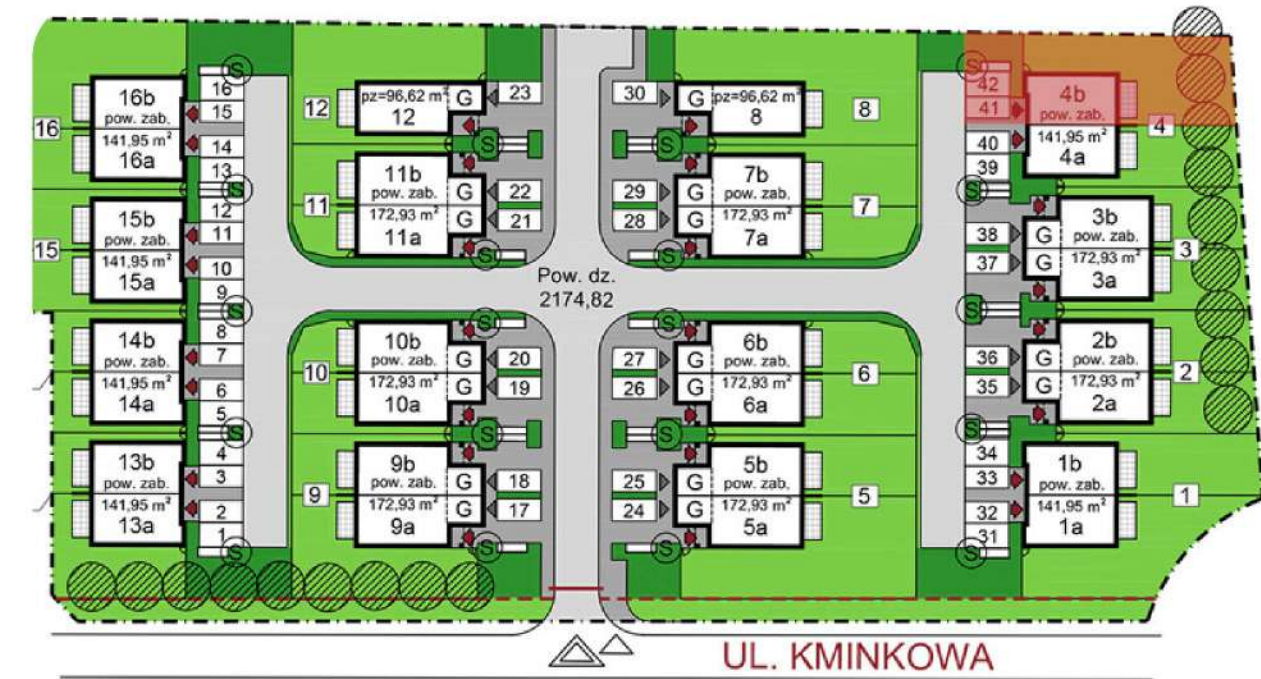 16
16b
pow. zab.
141,95 m²
16a
S
16
15
14
13
S
15
15b
pow. zab.
141,95 m²
15a
12
11
10
9
S
14b
pow. zab.
141,95 m²
14a
8
7
6
5
S
13b
pow. zab.
141,95 m²
13a
4
3
2
1
S
12
pz=96,62 m²
12
G
23
S
11
11b
pow. zab.
172,93 m²
11a
G
G
22
21
S
10
10b
pow. zab.
172,93 m²
10a
S
G
G
20
19
S
9
9b
pow. zab.
172,93 m²
9a
G
G
18
17
S
Pow. dz.
2174,82
30
G
pz=96,62 m²
8
8
S
29
28
G
G
7b
pow. zab.
172,93 m²
7a
7
S
S
27
26
G
G
6b
pow. zab.
172,93 m²
6a
6
S
25
24
G
G
5b
pow. zab.
172,93 m²
5a
5
S
S
42
41
40
39
4b
pow. zab.
141,95 m²
4a
4
S
38
37
G
G
3b
pow. zab.
172,93 m²
3a
3
S
36
35
G
G
2b
pow. zab.
172,93 m²
2a
2
S
34
33
32
31
1b
pow. zab.
141,95 m²
1a
1
S
UL. KMINKOWA